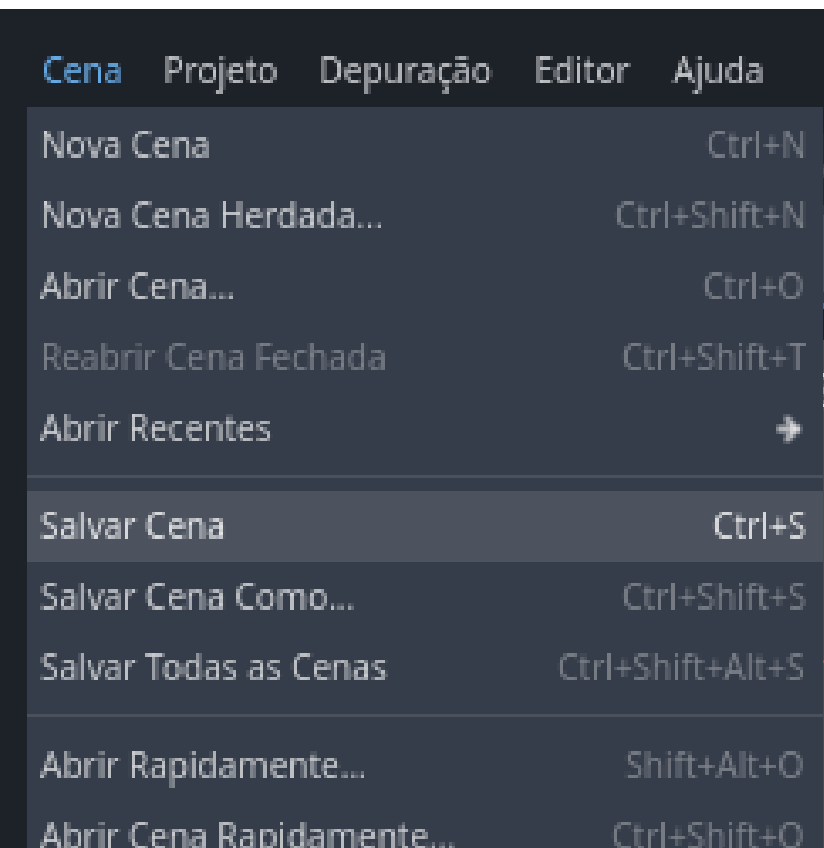 Cena Projeto Depuração Editor Ajuda
Nova Cena Ctrl+N
Nova Cena Herdada... Ctrl+Shift+N
Abrir Cena... Ctrl+O
Reabrir Cena Fechada Ctrl+Shift+T
Abrir Recentes
Salvar Cena Ctrl+S
Salvar Cena Como... Ctrl+Shift+S
Salvar Todas as Cenas Ctrl+Shift+Alt+S
Abrir Rapidamente... Shift+Alt+O
Abrir Cena Rapidamente... Ctrl+Shift+O